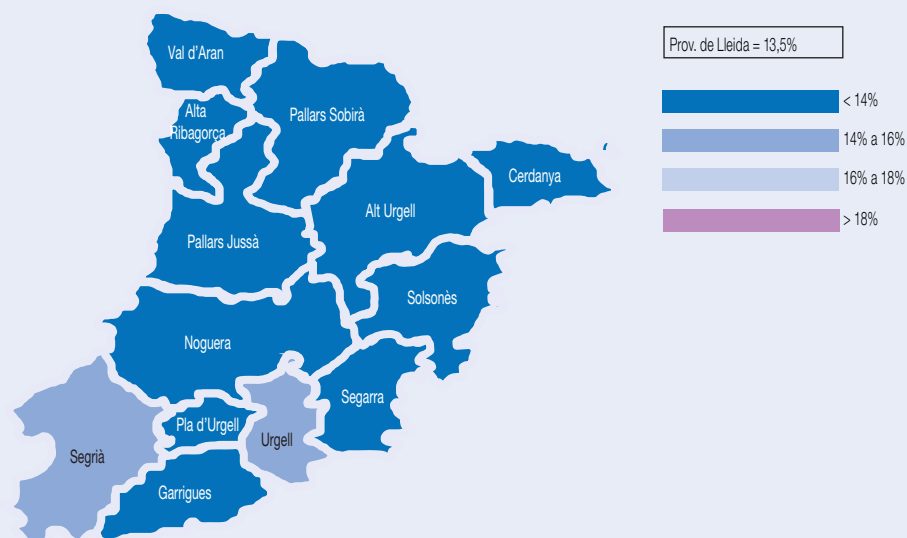 Val d'Aran
Alta
Ribagorça
Pallars Sobirà
Cerdanya
Alt Urgell
Pallars Jussà
Solsonès
Noguera
Segarra
Pla d'Urgell
Urgell
Segrià
Garrigues
Prov. de Lleida = 13,5%
< 14%
14% a 16%
16% a 18%
> 18%